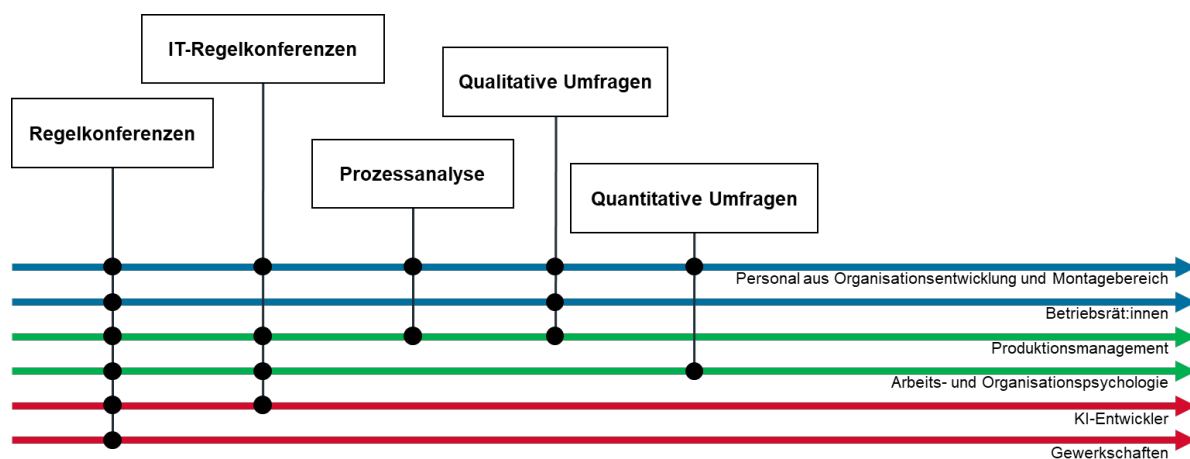 IT-Regelkonferenzen
Qualitative Umfragen
Regelkonferenzen
Prozessanalyse
Quantitative Umfragen
Personal aus Organisationsentwicklung und Montagebereich
Betriebsrät:innen
Produktionsmanagement
Arbeits- und Organisationspsychologie
KI-Entwickler
Gewerkschaften